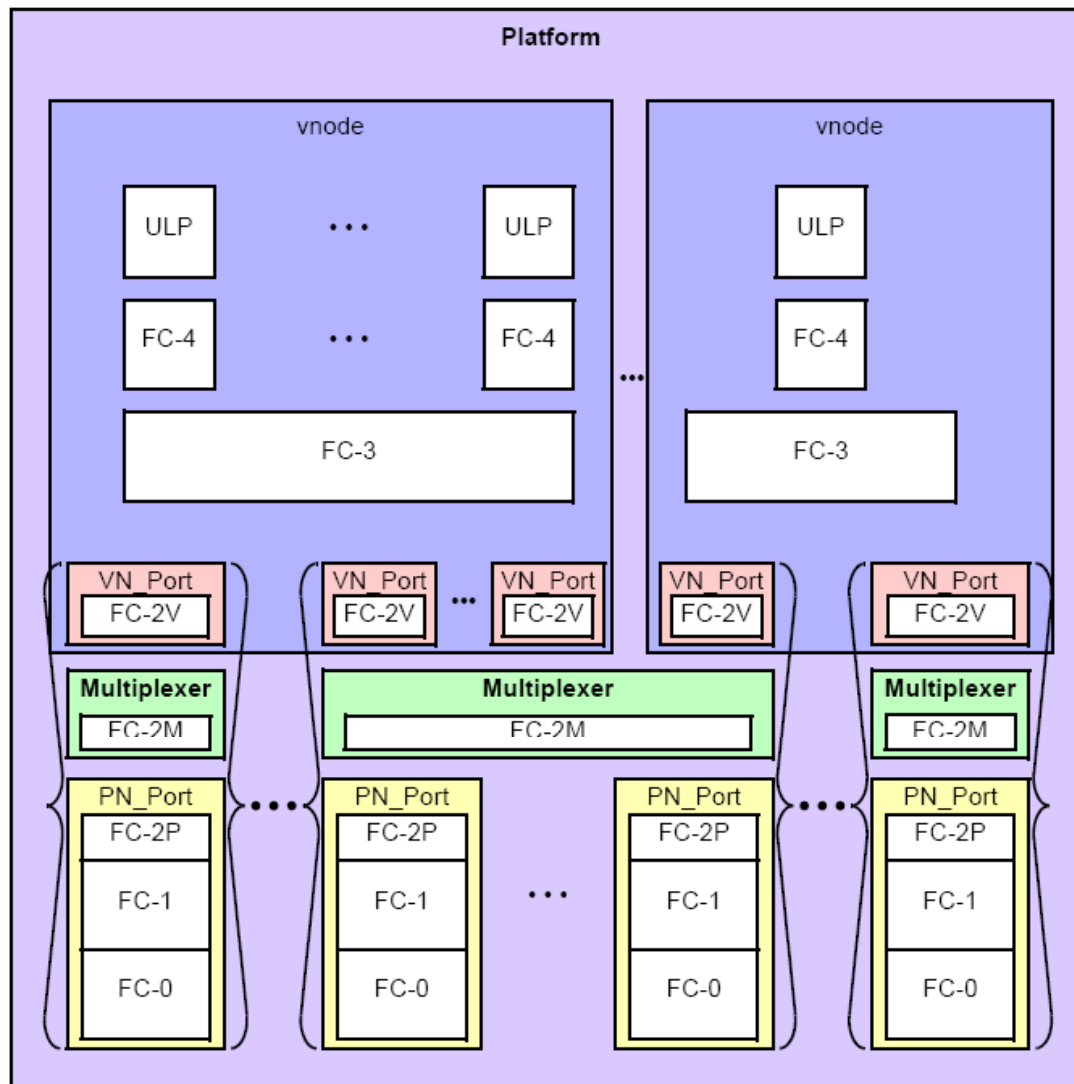 Platform
vnode vnode
ULP ... ULP ULP
FC-4 ... FC-4 FC-4
...
FC-3 FC-3
VN_Port VN_Port ... VN_Port VN_Port VN_Port
FC-2V FC-2V FC-2V FC-2V FC-2V
Multiplexer Multiplexer Multiplexer
FC-2M FC-2M FC-2M
PN_Port .... PN_Port PN_Port .... PN_Port
FC-2P FC-2P FC-2P FC-2P
FC-1 FC-1 ... FC-1 FC-1
FC-0 FC-0 FC-0 FC-0